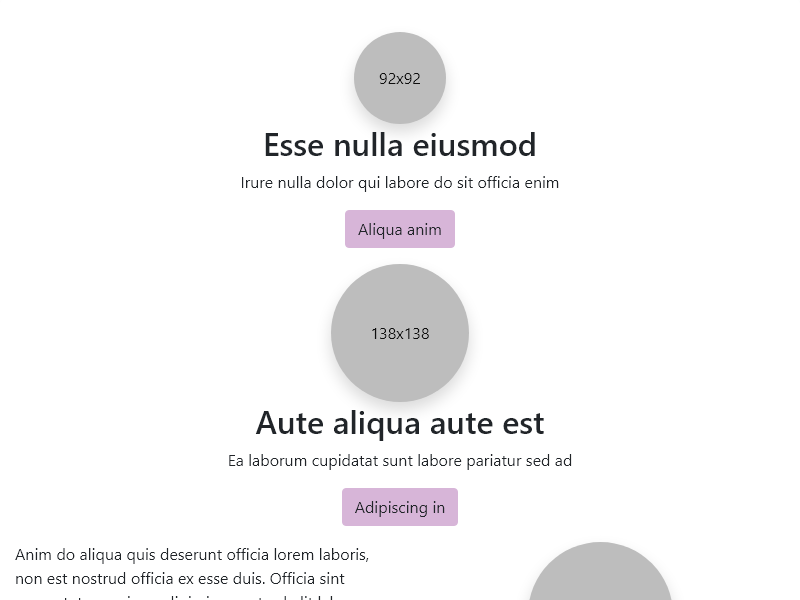 92x92
Esse nulla eiusmod
Irure nulla dolor qui labore do sit officia enim
Aliqua anim
138x138
Aute aliqua aute est
Ea laborum cupidatat sunt labore pariatur sed ad
Adipiscing in
Anim do aliqua quis deserunt officia lorem laboris,
non est nostrud officia ex esse duis. Officia sint